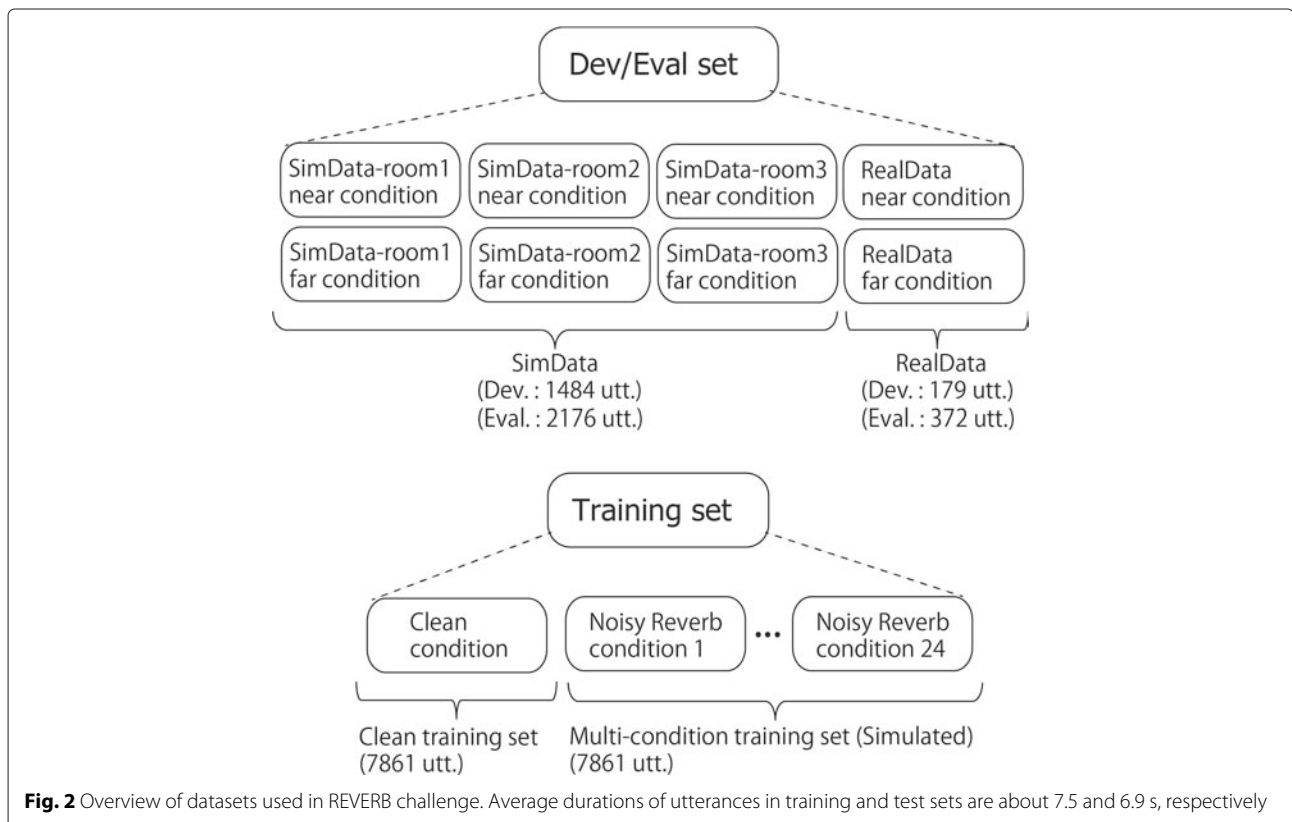 Dev/Eval set
SimData-room1 near condition
SimData-room2 near condition
SimData-room3 near condition
RealData near condition
SimData-room1 far condition
SimData-room2 far condition
SimData-room3 far condition
RealData far condition
SimData
(Dev. : 1484 utt.)
(Eval. : 2176 utt.)
RealData
(Dev. : 179 utt.)
(Eval. : 372 utt.)
Training set
Clean condition
Noisy Reverb condition 1
•••
Noisy Reverb condition 24
Clean training set
(7861 utt.)
Multi-condition training set (Simulated)
(7861 utt.)
Fig. 2 Overview of datasets used in REVERB challenge. Average durations of utterances in training and test sets are about 7.5 and 6.9 s, respectively